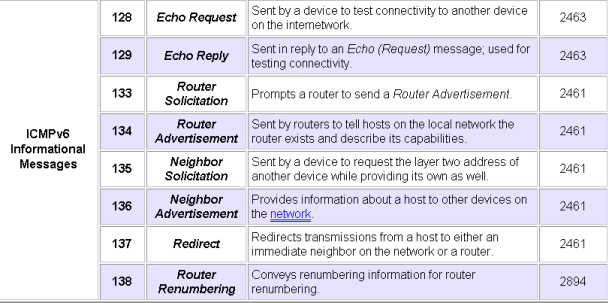 128 Echo Request Sent by a device to test connectivity to another device
on the internetwork. 2463
129 Echo Reply Sent in reply to an Echo (Request) message; used for
testing connectivity. 2463
133 Router
Solicitation Prompts a router to send a Router Advertisement. 2461
ICMPv6
Informational
Messages
134 Router
Advertisement Sent by routers to tell hosts on the local network the
router exists and describe its capabilities. 2461
135 Neighbor
Solicitation Sent by a device to request the layer two address of
another device while providing its own as well. 2461
136 Neighbor
Advertisement Provides information about a host to other devices on
the network. 2461
137 Redirect Redirects transmissions from a host to either an
immediate neighbor on the network or a router. 2461
138 Router
Renumbering Conveys renumbering information for router
renumbering. 2894